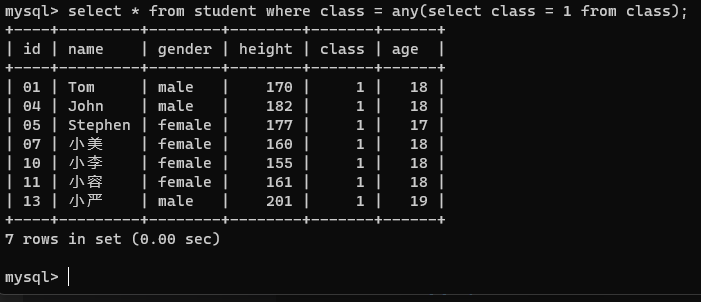 mysql> select * from student where class = any(select class = 1 from class);
+----+---------+--------+--------+-------+------+
| id | name    | gender | height | class | age  |
+----+---------+--------+--------+-------+------+
| 01 | Tom     | male   |    170 |     1 |   18 |
| 04 | John    | male   |    182 |     1 |   18 |
| 05 | Stephen | female |    177 |     1 |   17 |
| 07 | 小美    | female |    160 |     1 |   18 |
| 10 | 小李    | female |    155 |     1 |   18 |
| 11 | 小容    | female |    161 |     1 |   18 |
| 13 | 小严    | male   |    201 |     1 |   19 |
+----+---------+--------+--------+-------+------+
7 rows in set (0.00 sec)
mysql>